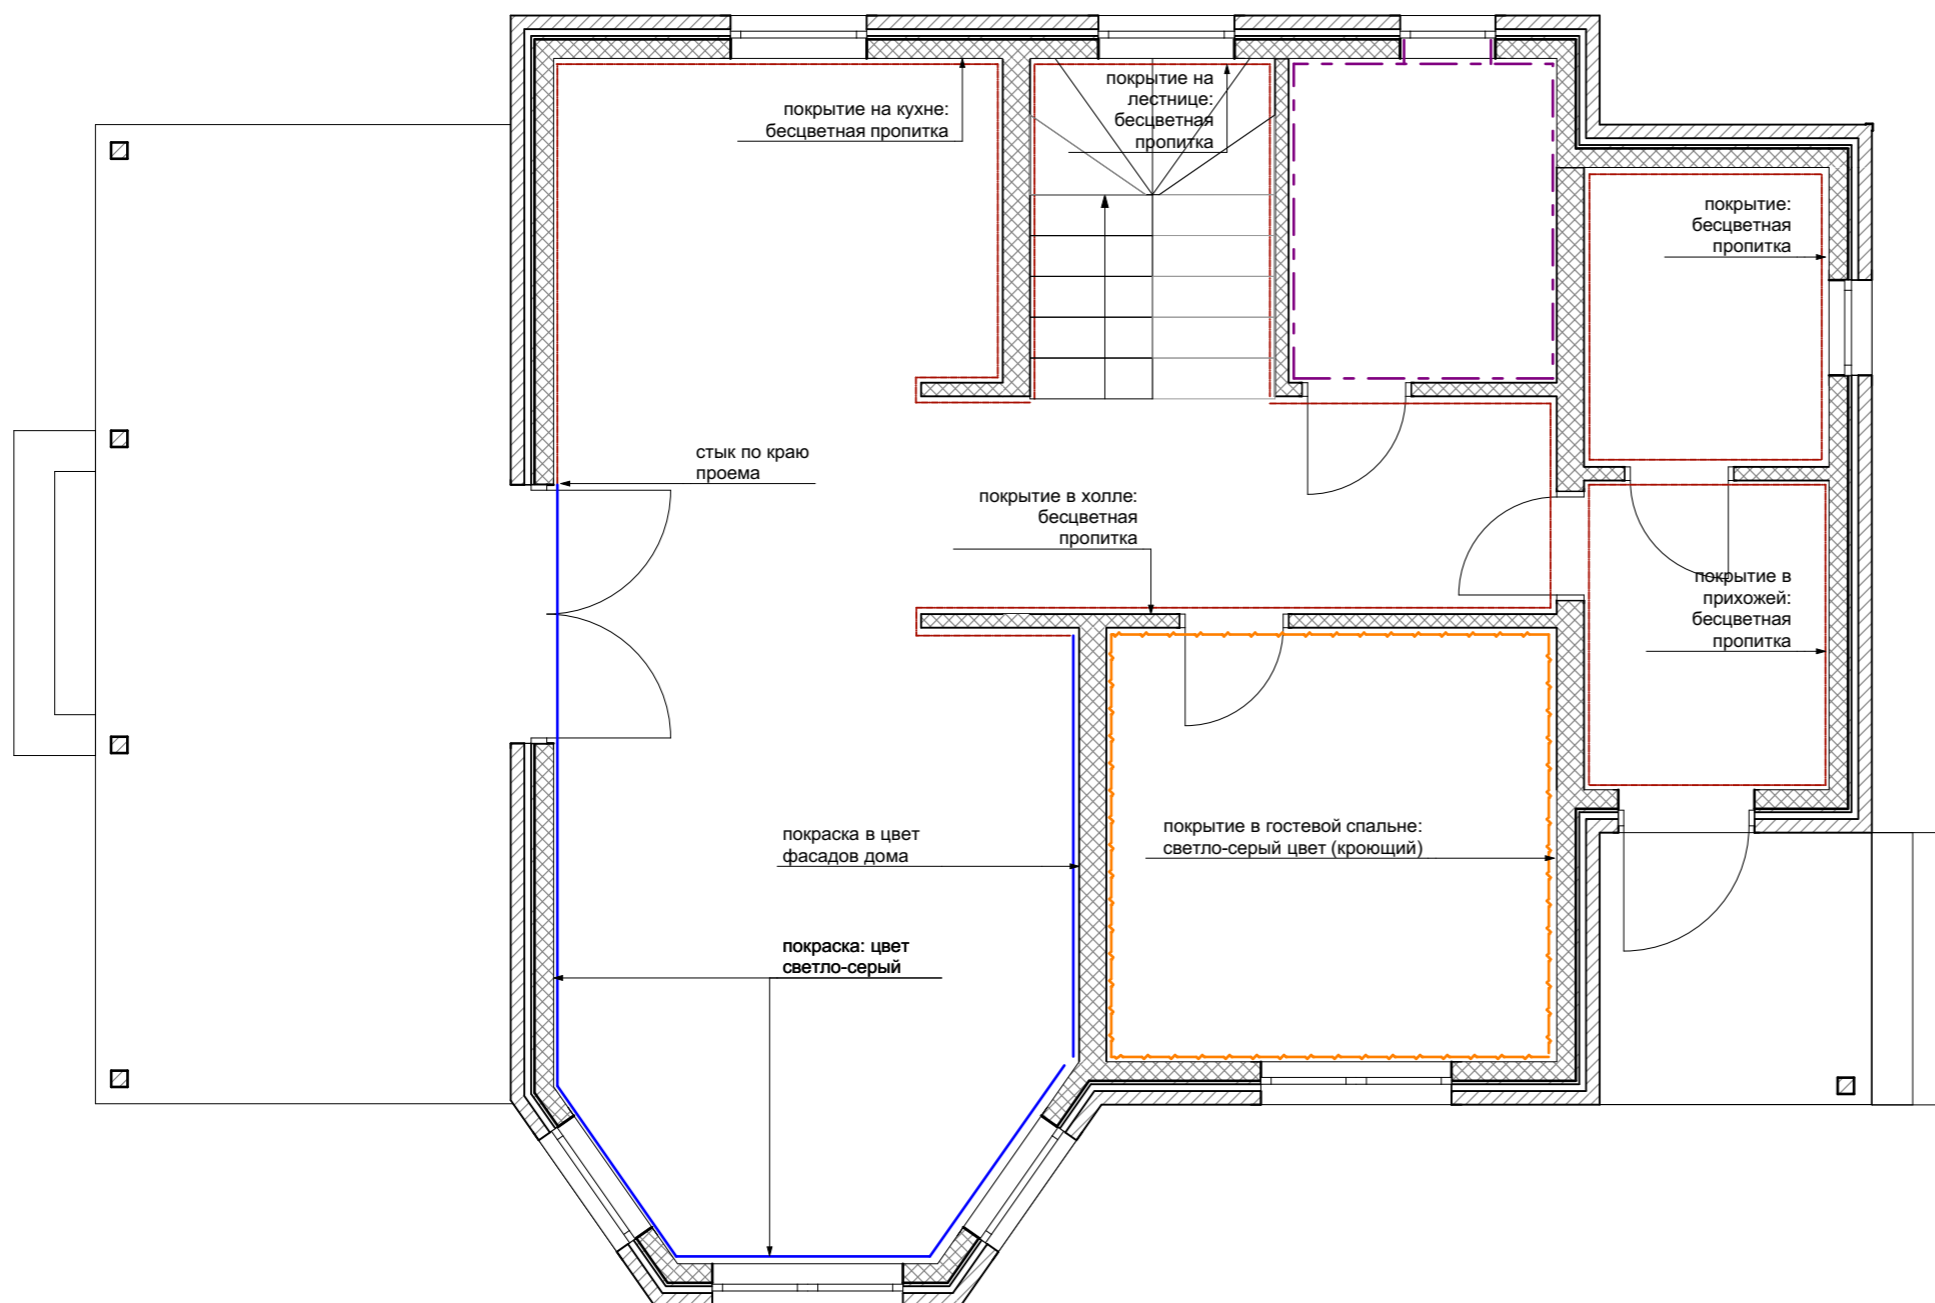 покрытие на
лестнице:
бесцветная
пропитка
покрытие на кухне:
бесцветная пропитка
покрытие:
бесцветная
пропитка
стык по краю
проема
покрытие в холле:
бесцветная
пропитка
покрытие в
прихожей:
бесцветная
пропитка
покраска в цвет
фасадов дома
покрытие в гостевой спальне:
светло-серый цвет (кроющий)
покраска: цвет
светло-серый